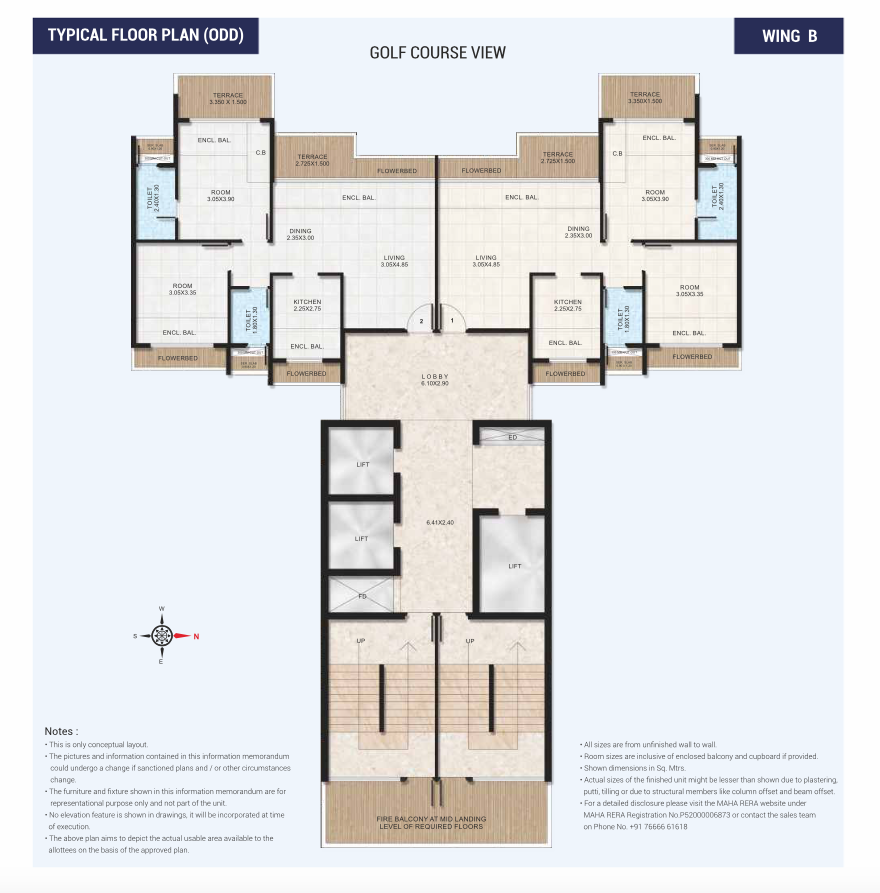 TYPICAL FLOOR PLAN (ODD)
WING B
GOLF COURSE VIEW
TERRACE
3.350 X 1.500
TERRACE
3.350X1.500
ENCL. BAL.
C.B
TERRACE
2.725X1.500
FLOWERBED
FLOWERBED
TERRACE
2.725X1.500
C.B
ENCL. BAL.
TOILET
2.40X1.30
ROOM
3.05X3.90
ENCL. BAL.
ENCL. BAL.
ROOM
3.05X3.90
TOILET
2.40X1.30
DINING
2.35X3.00
LIVING
3.05X4.85
LIVING
3.05X4.85
DINING
2.35X3.00
ROOM
3.05X3.35
KITCHEN
2.25X2.75
KITCHEN
2.25X2.75
ROOM
3.05X3.35
TOILET
1.80X1.30
2
1
TOILET
1.80X1.30
ENCL. BAL.
ENCL. BAL.
ENCL. BAL.
ENCL. BAL.
FLOWERBED
FLOWERBED
FLOWERBED
FLOWERBED
LOBBY
6.10X2.90
ED
LIFT
6.41X2.40
LIFT
LIFT
FD
UP
UP
W
S
N
E
FIRE BALCONY AT MID LANDING
LEVEL OF REQUIRED FLOORS
Notes :
• This is only conceptual layout.
• The pictures and information contained in this information memorandum
could undergo a change if sanctioned plans and / or other circumstances
change.
• The furniture and fixture shown in this information memorandum are for
representational purpose only and not part of the unit.
• No elevation feature is shown in drawings, it will be incorporated at time
of execution.
• The above plan aims to depict the actual usable area available to the
allottees on the basis of the approved plan.
• All sizes are from unfinished wall to wall.
• Room sizes are inclusive of enclosed balcony and cupboard if provided.
• Shown dimensions in Sq. Mtrs.
• Actual sizes of the finished unit might be lesser than shown due to plastering,
putti, tilling or due to structural members like column offset and beam offset.
• For a detailed disclosure please visit the MAHA RERA website under
MAHA RERA Registration No.P52000006873 or contact the sales team
on Phone No. +91 76666 61618